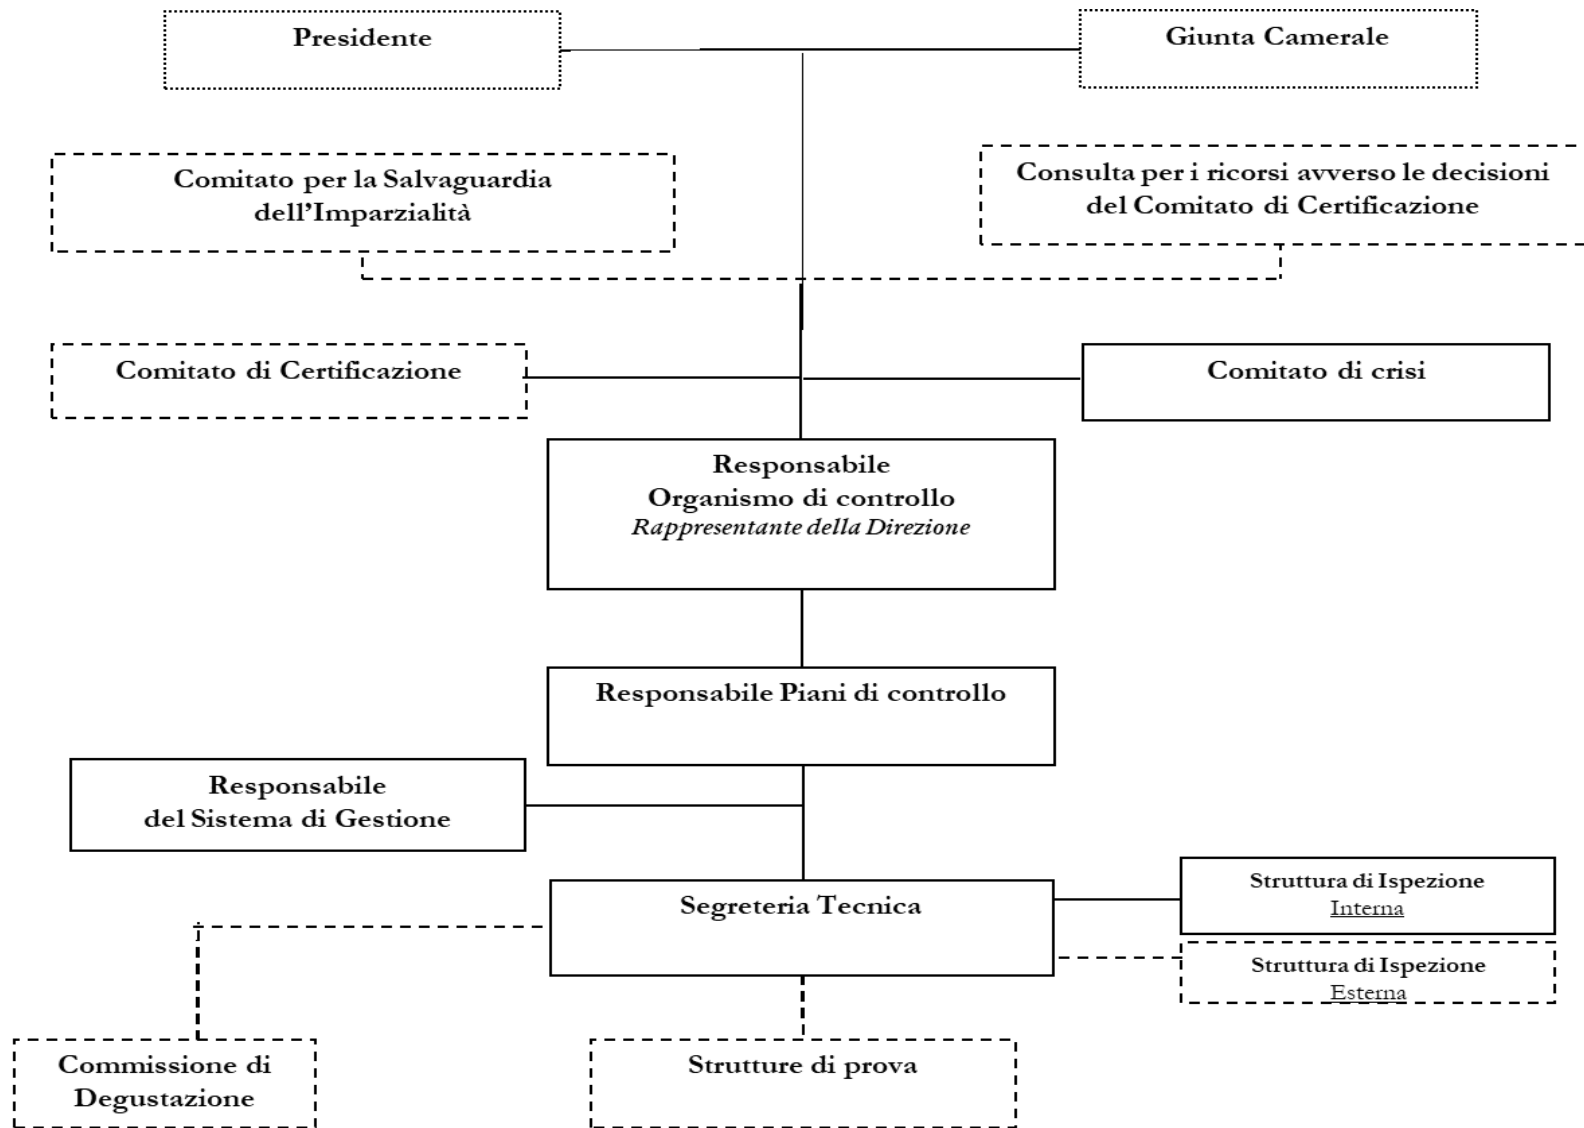 Presidente
Giunta Camerale
Comitato per la Salvaguardia
dell'Imparzialità
Consulta per i ricorsi avverso le decisioni
del Comitato di Certificazione
Comitato di Certificazione
Comitato di crisi
Responsabile
Organismo di controllo
Rappresentante della Direzione
Responsabile Piani di controllo
Responsabile
del Sistema di Gestione
Segreteria Tecnica
Struttura di Ispezione
Interna
Struttura di Ispezione
Esterna
Commissione di
Degustazione
Strutture di prova